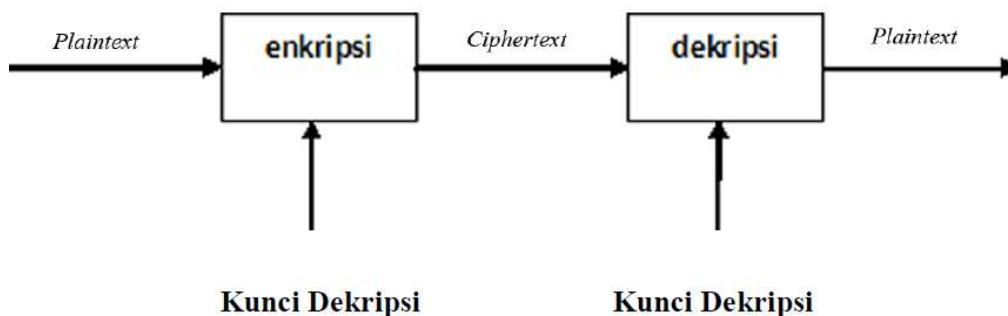 Plaintext
enkripsi
Ciphertext
dekripsi
Plaintext
Kunci Dekripsi
Kunci Dekripsi